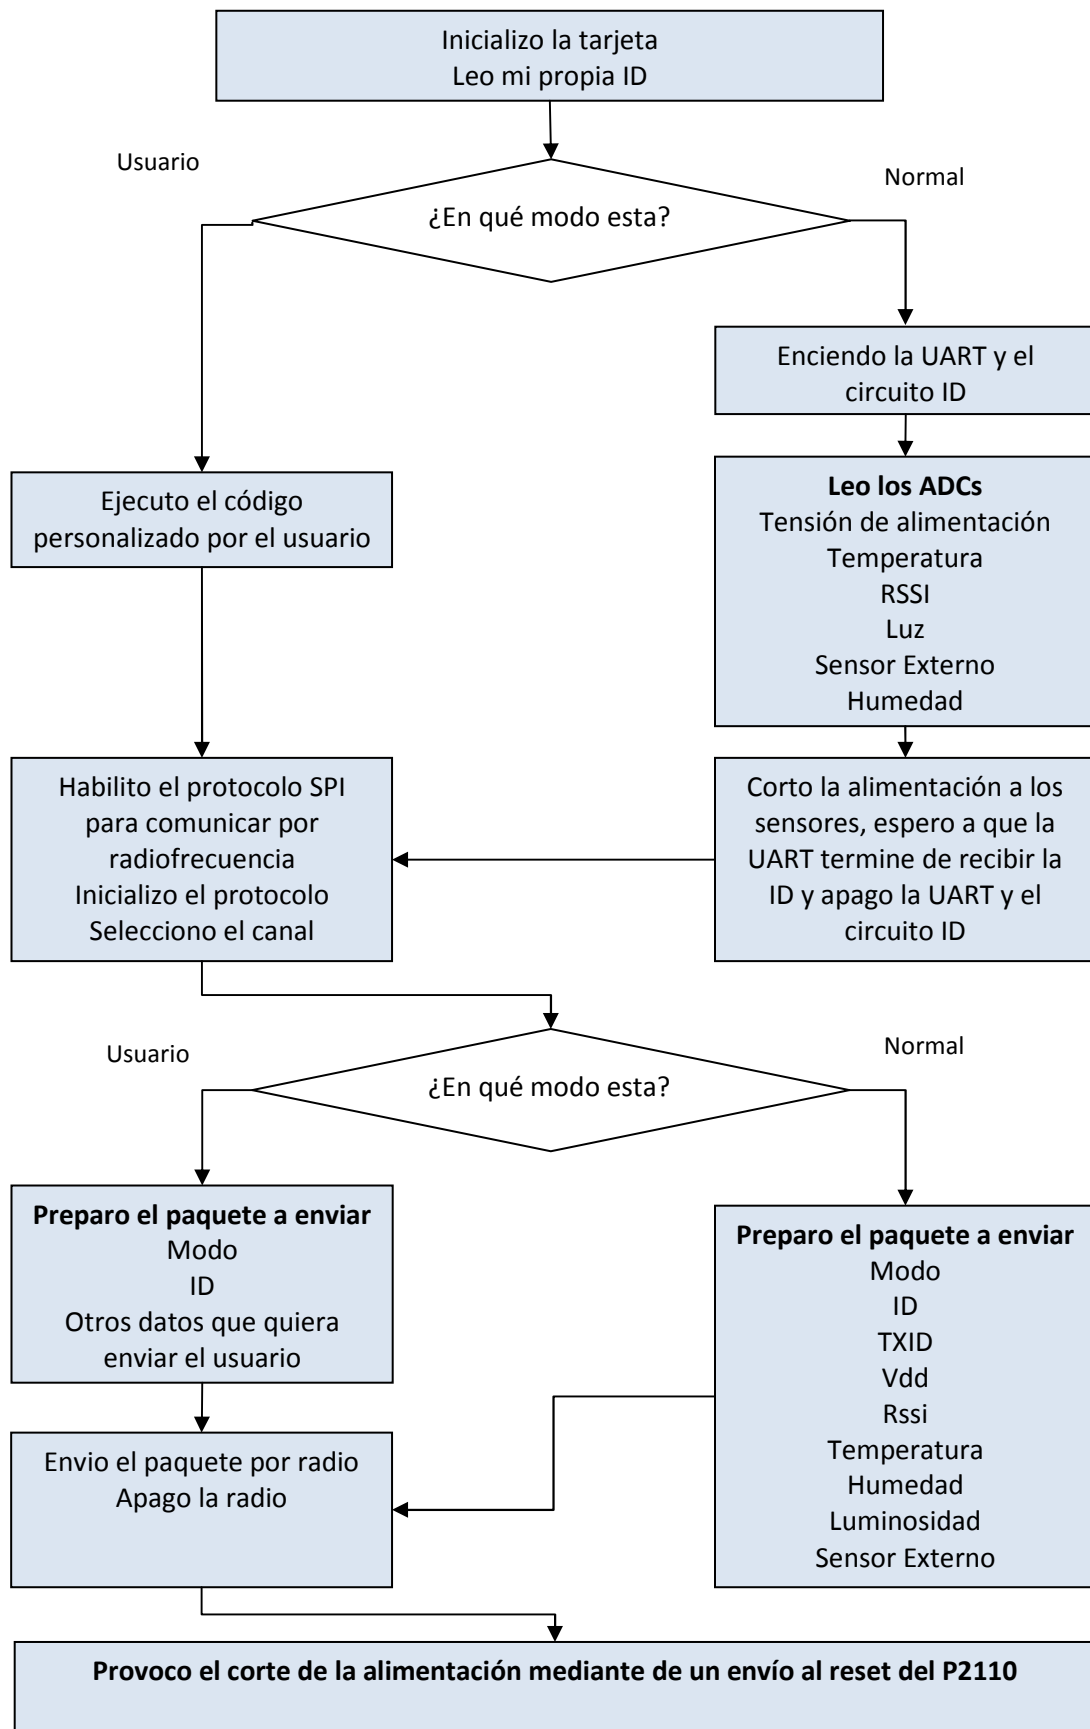 Inicializo la tarjeta
Leo mi propia ID
Usuario
Normal
¿En qué modo esta?
Enciendo la UART y el
circuito ID
Ejecuto el código
personalizado por el usuario
Leo los ADCs
Tensión de alimentación
Temperatura
RSSI
Luz
Sensor Externo
Humedad
Habilito el protocolo SPI
para comunicar por
radiofrecuencia
Inicializo el protocolo
Selecciono el canal
Corto la alimentación a los
sensores, espero a que la
UART termine de recibir la
ID y apago la UART y el
circuito ID
Usuario
Normal
¿En qué modo esta?
Preparo el paquete a enviar
Modo
ID
Otros datos que quiera
enviar el usuario
Preparo el paquete a enviar
Modo
ID
TXID
Vdd
Rssi
Temperatura
Humedad
Luminosidad
Sensor Externo
Envio el paquete por radio
Apago la radio
Provoco el corte de la alimentación mediante de un envío al reset del P2110